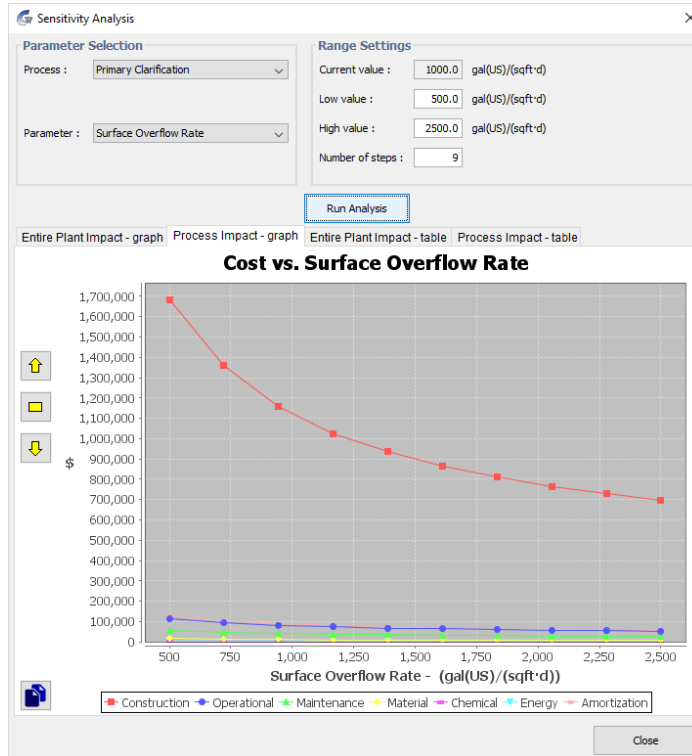 Sensitivity Analysis
Parameter Selection
Process :
Primary Clarification
Parameter :
Surface Overflow Rate
Range Settings
Current value :
1000.0
gal(US)/(sqft·d)
Low value :
500.0
gal(US)/(sqft·d)
High value :
2500.0
gal(US)/(sqft·d)
Number of steps :
9
Run Analysis
Entire Plant Impact - graph
Process Impact - graph
Entire Plant Impact - table
Process Impact - table
Cost vs. Surface Overflow Rate
1,700,000
1,600,000
1,500,000
1,400,000
1,300,000
1,200,000
1,100,000
1,000,000
900,000
800,000
700,000
600,000
500,000
400,000
300,000
200,000
100,000
0
$
500
750
1,000
1,250
1,500
1,750
2,000
2,250
2,500
Surface Overflow Rate - (gal(US)/(sqft·d))
Construction
Operational
Maintenance
Material
Chemical
Energy
Amortization
Close